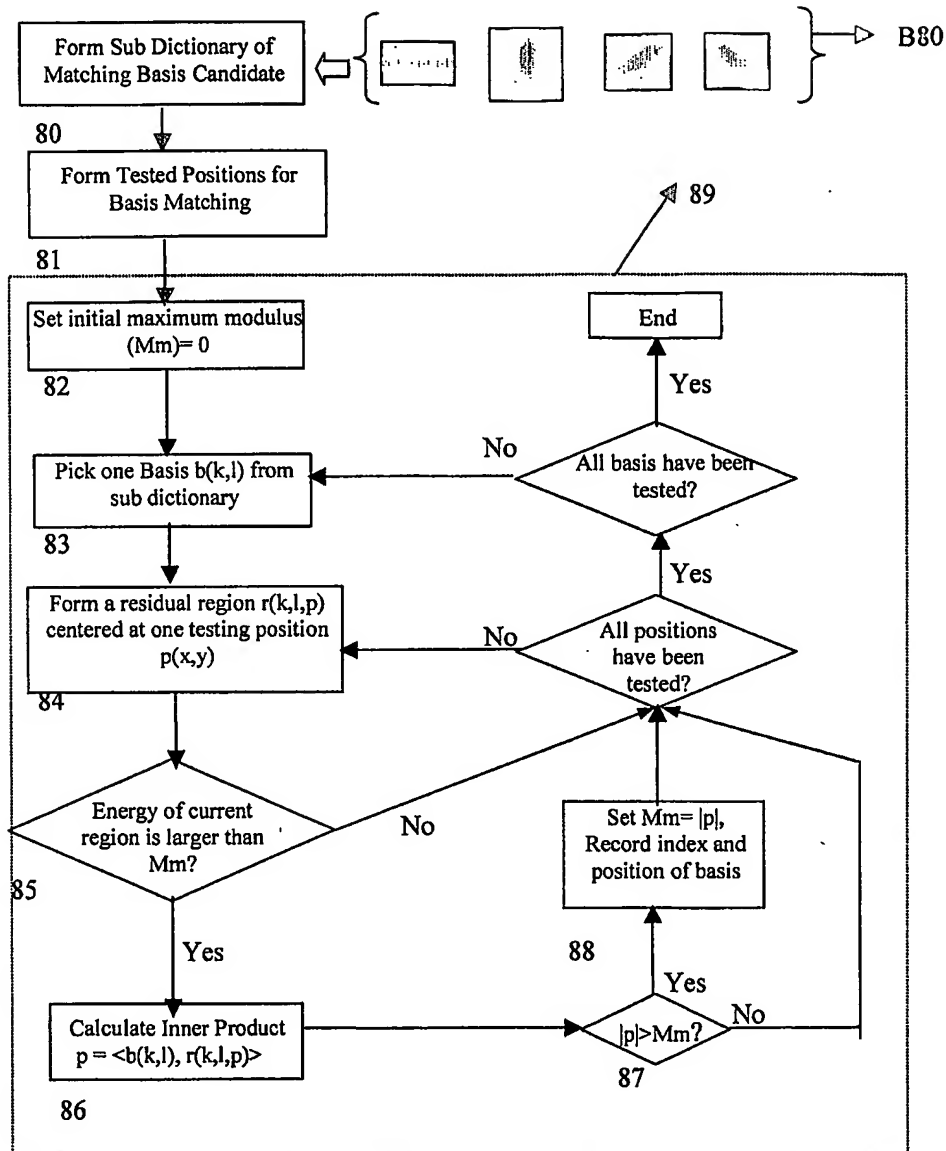 Form Sub Dictionary of
Matching Basis Candidate
B80
80
Form Tested Positions for
Basis Matching
81
89
Set initial maximum modulus
(Mm)= 0
82
End
Yes
No
All basis have been
tested?
Pick one Basis b(k,l) from
sub dictionary
83
Yes
Form a residual region r(k,l,p)
centered at one testing position
p(x,y)
84
No
All positions
have been
tested?
Energy of current
region is larger than
Mm?
85
No
Set Mm= |p|,
Record index and
position of basis
88
Yes
Yes
No
Calculate Inner Product
p = <b(k,l), r(k,l,p)>
86
|p|>Mm?
87